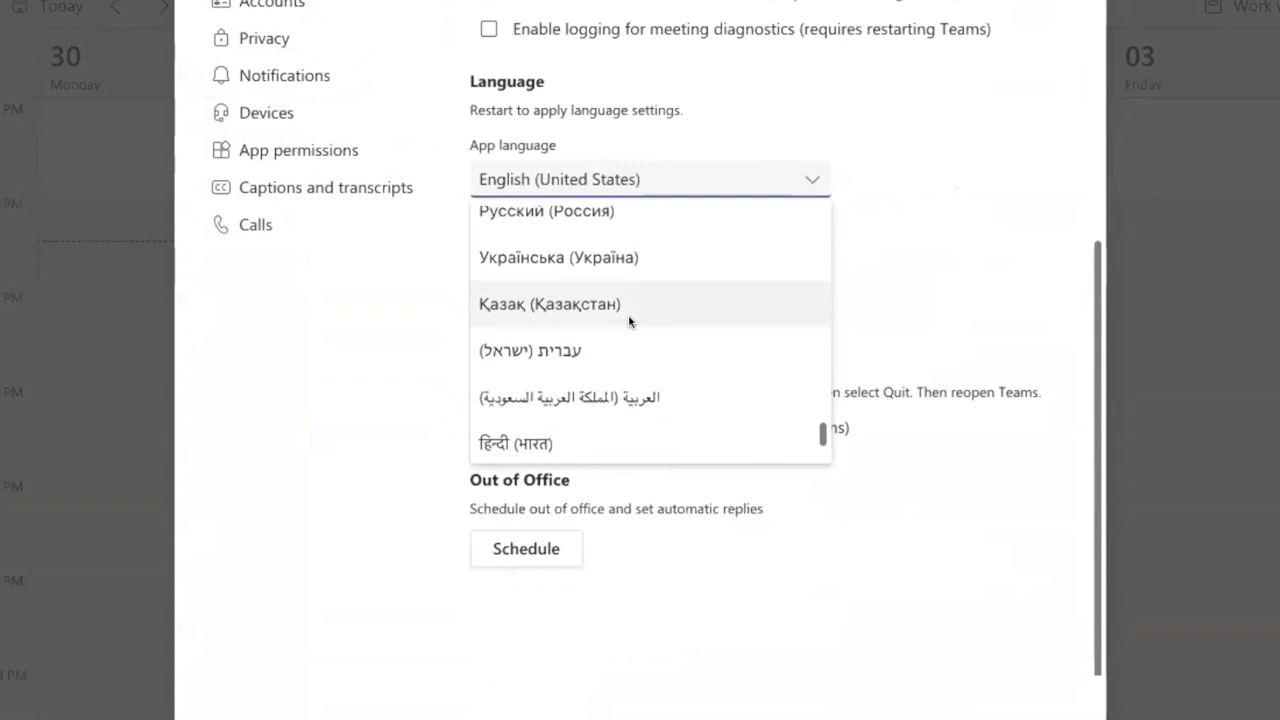 Today
Work
30
Monday
03
Friday
PM
PM
PM
PM
PM
PM
PM
Accounts
Privacy
Notifications
Devices
App permissions
CC Captions and transcripts
Calls
Enable logging for meeting diagnostics (requires restarting Teams)
Language
Restart to apply language settings.
App language
English (United States)
Русский (Россия)
Українська (Україна)
Қазақ (Қазақстан)
עברית (ישראל)
العربية (المملكة العربية السعودية)
हिन्दी (भारत)
select Quit. Then reopen Teams.
Out of Office
Schedule out of office and set automatic replies
Schedule